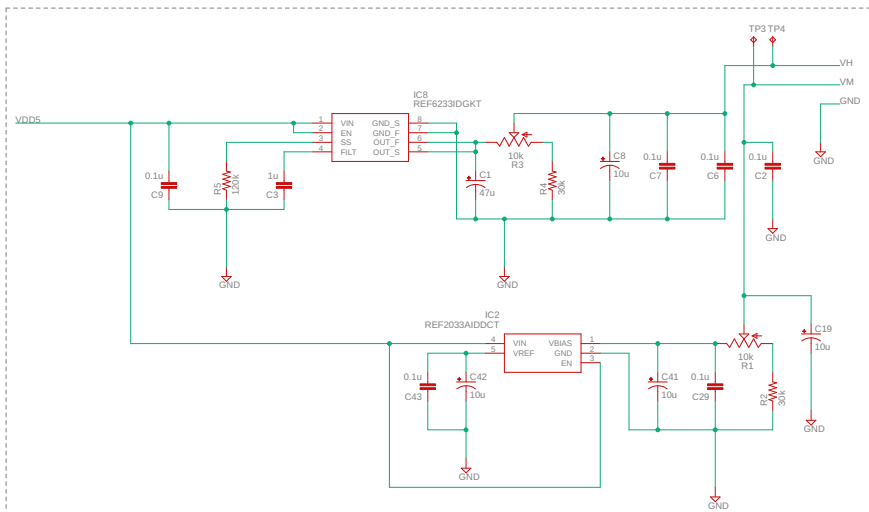 TP3 TP4
VH
VM
GND
GND
IC8
REF6233IDGKT
VDD5
1 VIN GND_S 8
2 EN GND_F 7
3 SS OUT_F 6
4 FILT OUT_S 5
0.1u
C9
R5
120k
1u
C3
GND
C1
47u
10k
R3
R4
30k
GND
C8
10u
0.1u
C7
0.1u
C6
0.1u
C2
GND
IC2
REF2033AIDDCT
4 VIN VBIAS 1
5 VREF GND 2
EN 3
0.1u
C43
C42
10u
GND
C41
10u
0.1u
C29
10k
R1
R2
30k
GND
C19
10u
GND